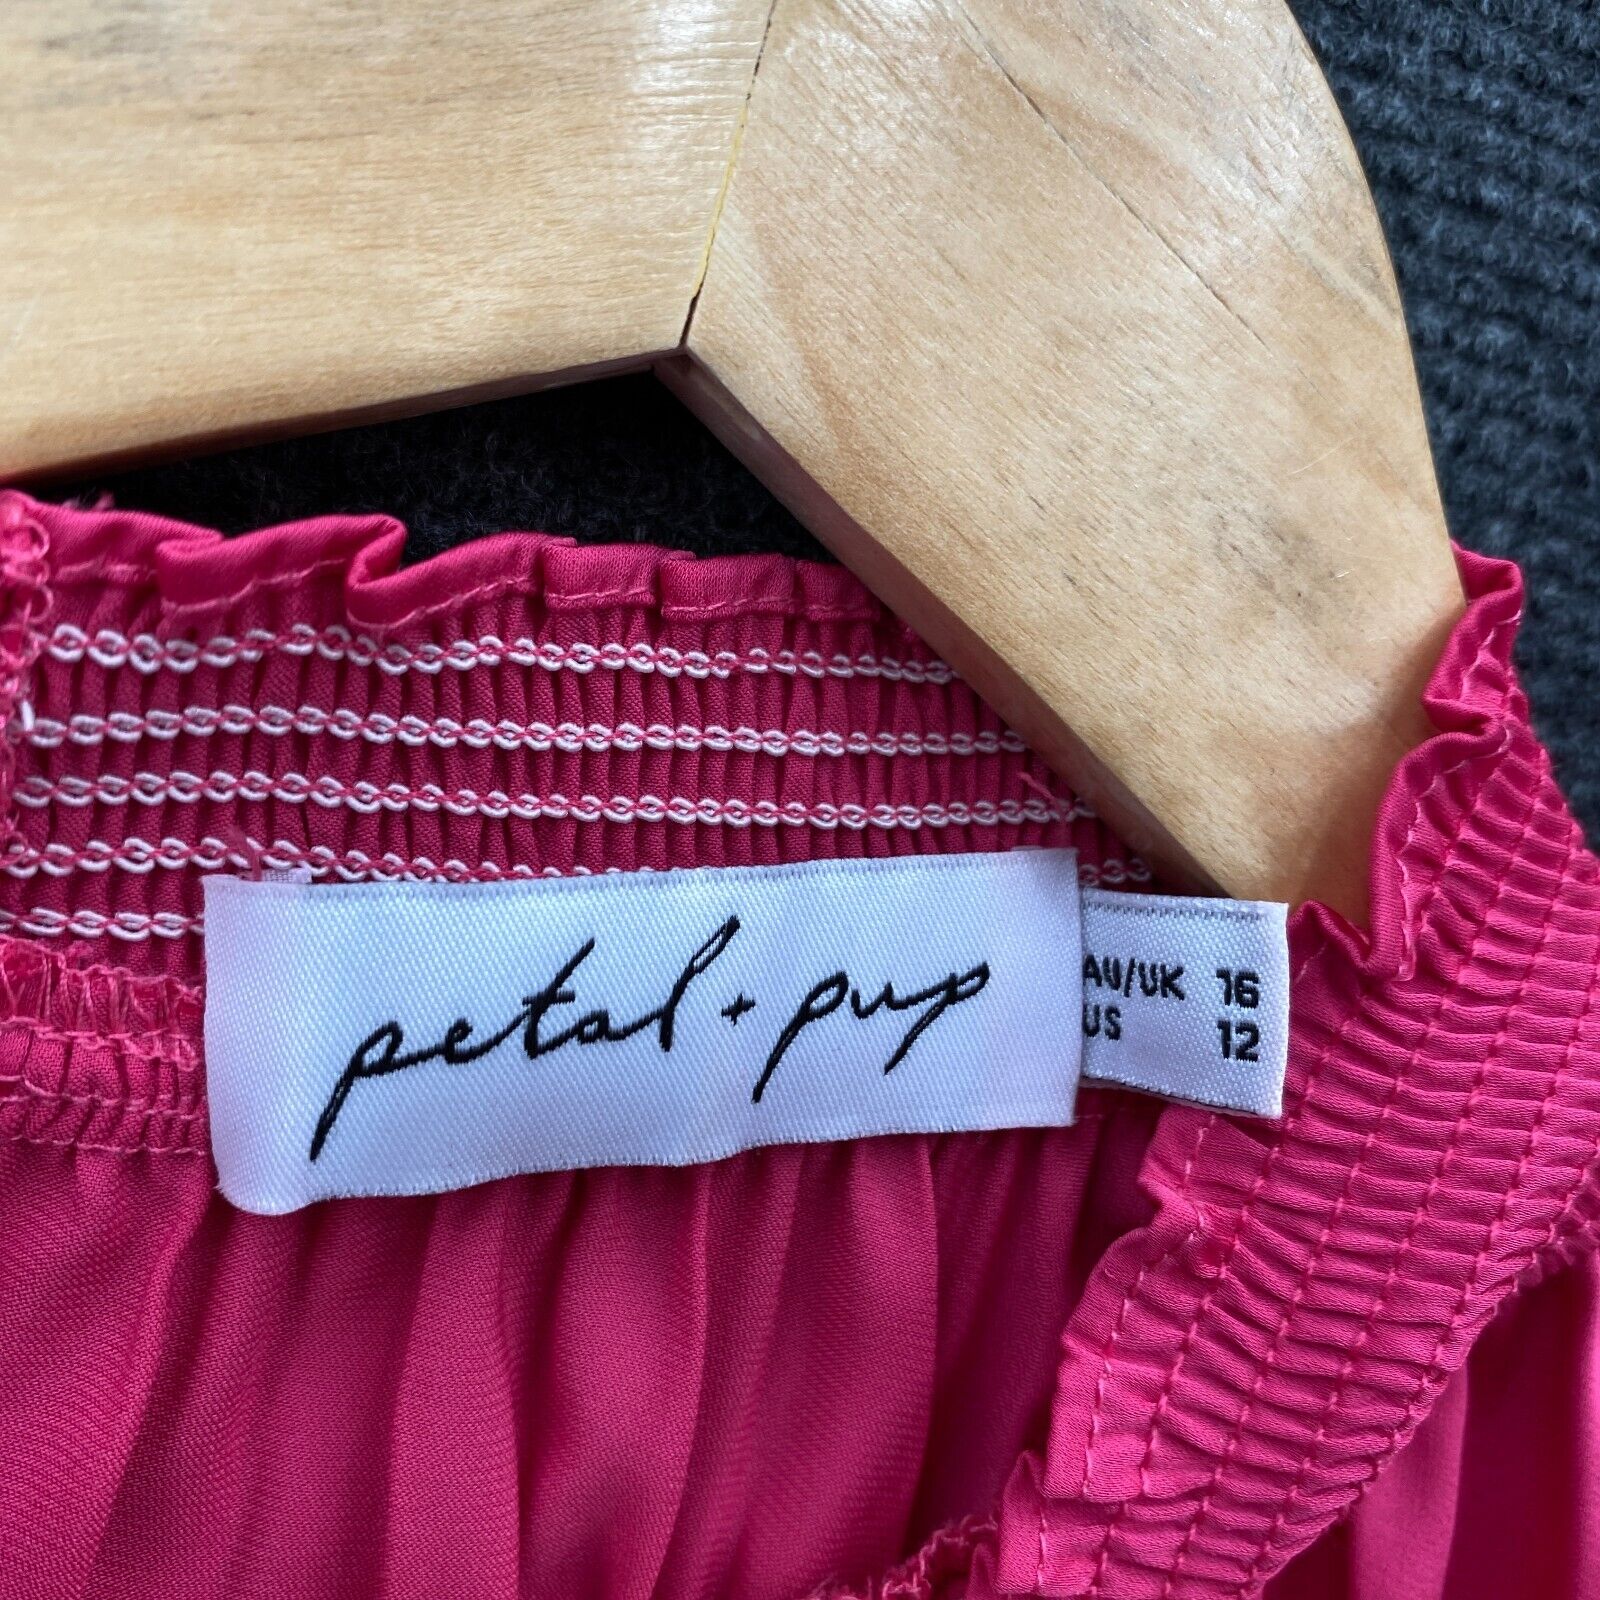 petal + pup
AU/UK 16
US 12